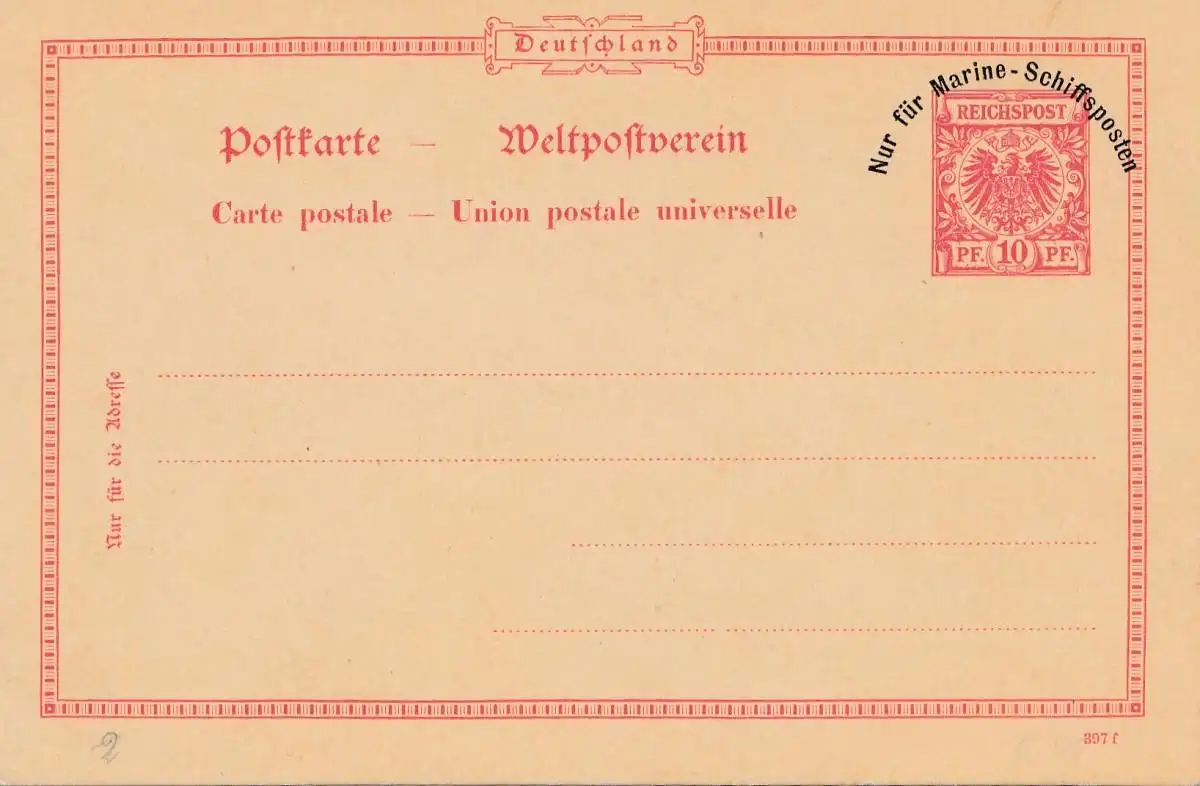 Deutschland
Nur für Marine-Schiffsposten
REICHSPOST
PF. 10 PF.
Postkarte — Weltpostverein
Carte postale — Union postale universelle
Nur für die Adresse
2
397 f